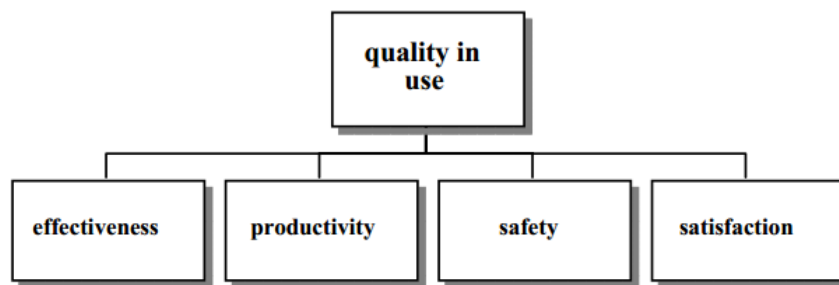 quality in
use
effectiveness
productivity
safety
satisfaction